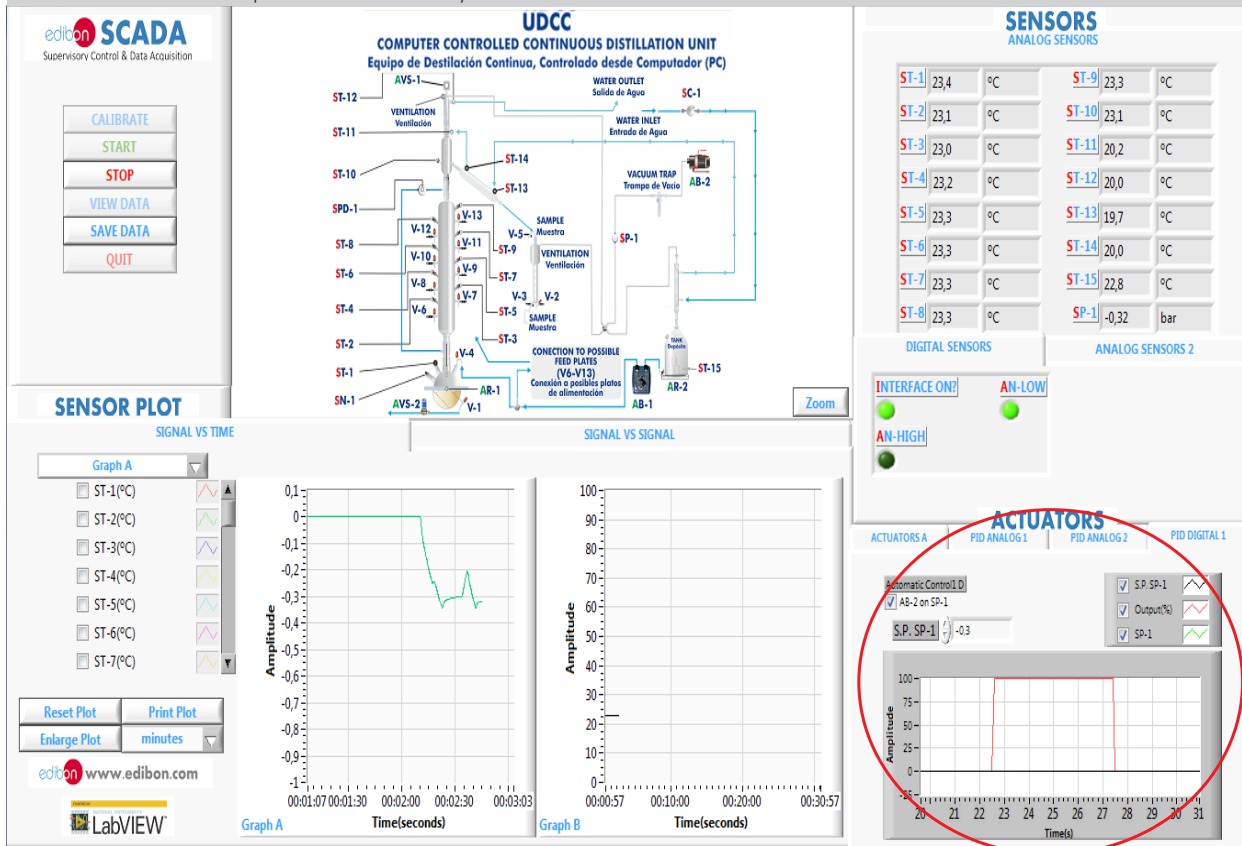 edibon SCADA
Supervisory Control & Data Acquisition
CALIBRATE
START
STOP
VIEW DATA
SAVE DATA
QUIT
UDCC
COMPUTER CONTROLLED CONTINUOUS DISTILLATION UNIT
Equipo de Destilación Continua, Controlado desde Computador (PC)
AVS-1
WATER OUTLET
Salida de Agua
SC-1
ST-12
VENTILATION
Ventilación
WATER INLET
Entrada de Agua
ST-11
ST-14
ST-10
ST-13
VACUUM TRAP
Trampa de Vacio
AB-2
SPD-1
V-13
SAMPLE
Muestra
V-12
V-5
SP-1
ST-8
V-11
ST-9
VENTILATION
Ventilación
V-10
ST-6
V-9
ST-7
V-8
V-7
V-3
V-2
ST-4
V-6
ST-5
SAMPLE
Muestra
ST-3
ST-2
TANK
Depósito
V-4
CONECTION TO POSSIBLE
FEED PLATES
(V6-V13)
Conexión a posibles platos
de alimentación
ST-1
ST-15
SN-1
AR-1
AR-2
AVS-2
V-1
AB-1
Zoom
SENSORS
ANALOG SENSORS
ST-1 23,4 ºC ST-9 23,3 ºC
ST-2 23,1 ºC ST-10 23,1 ºC
ST-3 23,0 ºC ST-11 20,2 ºC
ST-4 23,2 ºC ST-12 20,0 ºC
ST-5 23,3 ºC ST-13 19,7 ºC
ST-6 23,3 ºC ST-14 20,0 ºC
ST-7 23,3 ºC ST-15 22,8 ºC
ST-8 23,3 ºC SP-1 -0,32 bar
DIGITAL SENSORS ANALOG SENSORS 2
INTERFACE ON? AN-LOW
AN-HIGH
SENSOR PLOT
SIGNAL VS TIME SIGNAL VS SIGNAL
Graph A
ST-1(ºC)
ST-2(ºC)
ST-3(ºC)
ST-4(ºC)
ST-5(ºC)
ST-6(ºC)
ST-7(ºC)
Reset Plot Print Plot
Enlarge Plot minutes
edibon www.edibon.com
LabVIEW
Amplitude
0,1
0
-0,1
-0,2
-0,3
-0,4
-0,5
-0,6
-0,7
-0,8
-0,9
-1
00:01:07 00:01:30 00:02:00 00:02:30 00:03:03
Graph A Time(seconds)
Amplitude
100
90
80
70
60
50
40
30
20
10
0
00:00:57 00:10:00 00:20:00 00:30:57
Graph B Time(seconds)
ACTUATORS
ACTUATORS A PID ANALOG 1 PID ANALOG 2 PID DIGITAL 1
Automatic Control1 D
AB-2 on SP-1
S.P. SP-1 -0,3
S.P. SP-1
Output(%)
SP-1
Amplitude
100
75
50
25
0
-25
20 21 22 23 24 25 26 27 28 29 30 31
Time(s)